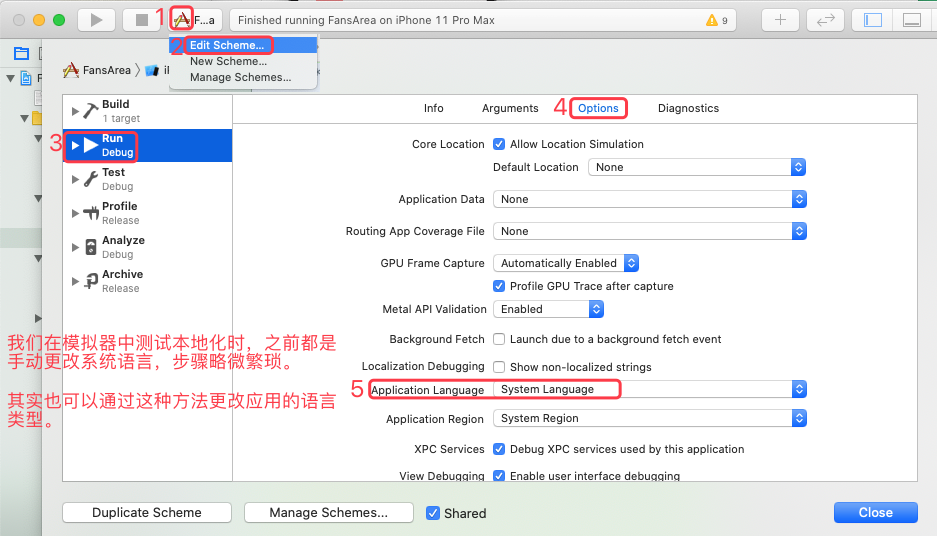 1
F...a
Finished running FansArea on iPhone 11 Pro Max
9
2
Edit Scheme...
New Scheme...
Manage Schemes...
FansArea
Build
1 target
3
Run
Debug
Test
Debug
Profile
Release
Analyze
Debug
Archive
Release
我们在模拟器中测试本地化时，之前都是
手动更改系统语言，步骤略微繁琐。
其实也可以通过这种方法更改应用的语言
类型。
Info Arguments 4 Options Diagnostics
Core Location Allow Location Simulation
Default Location None
Application Data None
Routing App Coverage File None
GPU Frame Capture Automatically Enabled
Profile GPU Trace after capture
Metal API Validation Enabled
Background Fetch Launch due to a background fetch event
Localization Debugging Show non-localized strings
5 Application Language System Language
Application Region System Region
XPC Services Debug XPC services used by this application
View Debugging Enable user interface debugging
Duplicate Scheme Manage Schemes... Shared Close